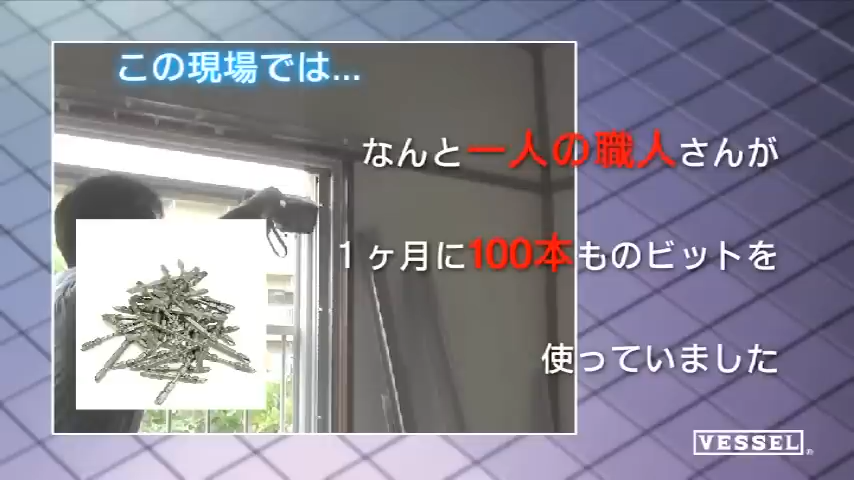 この現場では...
なんと一人の職人さんが
1ヶ月に100本ものビットを
使っていました
VESSEL